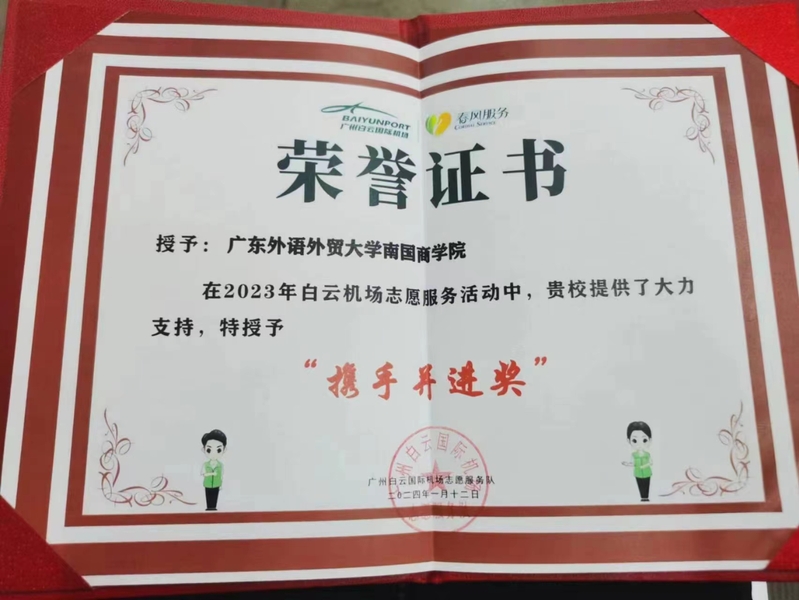 BAIYUNPORT
广州白云国际机场
春风服务
荣誉证书
授予：广东外语外贸大学南国商学院
在2023年白云机场志愿服务活动中，贵校提供了大力
支持，特授予
“携手并进奖”
广州白云国际机场志愿服务队
二〇二四年一月十二日